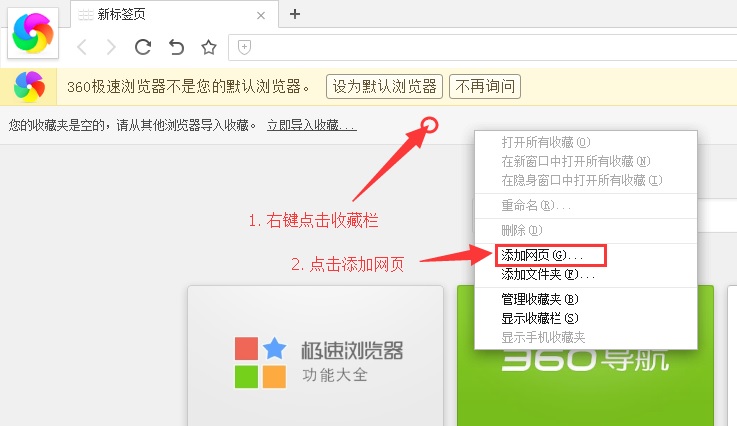 新标签页
360极速浏览器不是您的默认浏览器。 设为默认浏览器 不再询问
您的收藏夹是空的，请从其他浏览器导入收藏。 立即导入收藏...
打开所有收藏(O)
在新窗口中打开所有收藏(N)
在隐身窗口中打开所有收藏(I)
重命名(R)...
删除(D)
添加网页(G)...
添加文件夹(F)...
管理收藏夹(B)
显示收藏栏(S)
显示手机收藏夹
1. 右键点击收藏栏
2. 点击添加网页
极速浏览器
功能大全
360导航